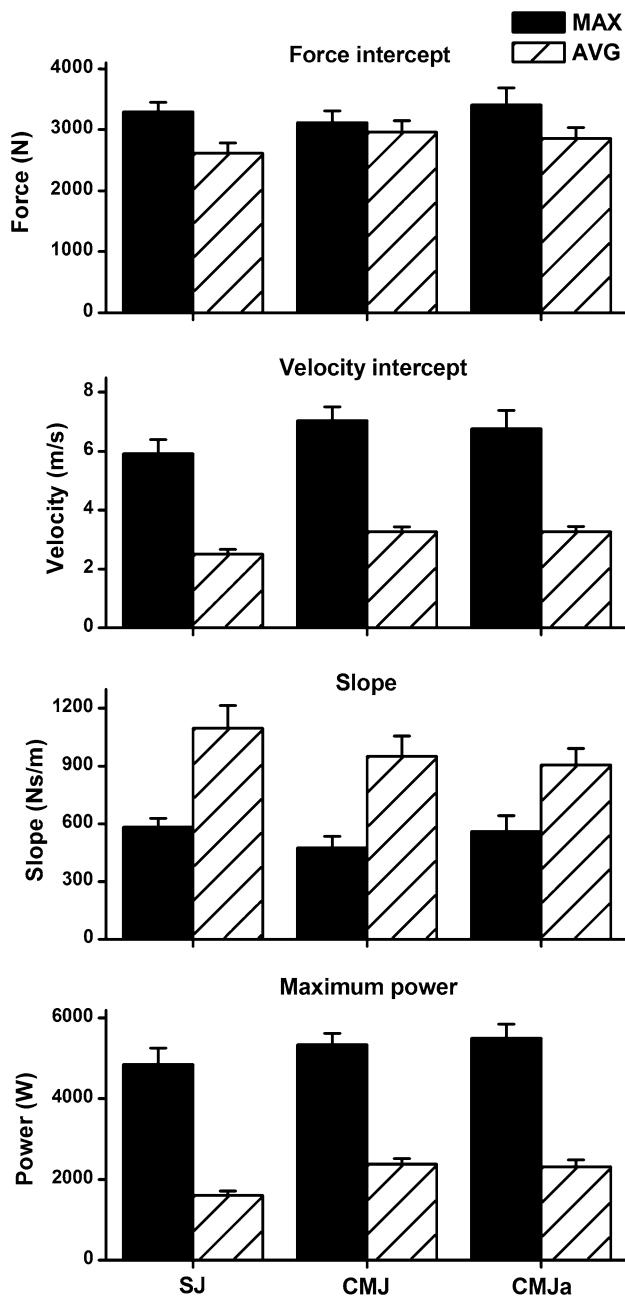 MAX
AVG
Force intercept
4000
3000
2000
1000
0
Force (N)
Velocity intercept
8
6
4
2
0
Velocity (m/s)
Slope
1200
900
600
300
0
Slope (Ns/m)
Maximum power
6000
4000
2000
0
Power (W)
SJ CMJ CMJa